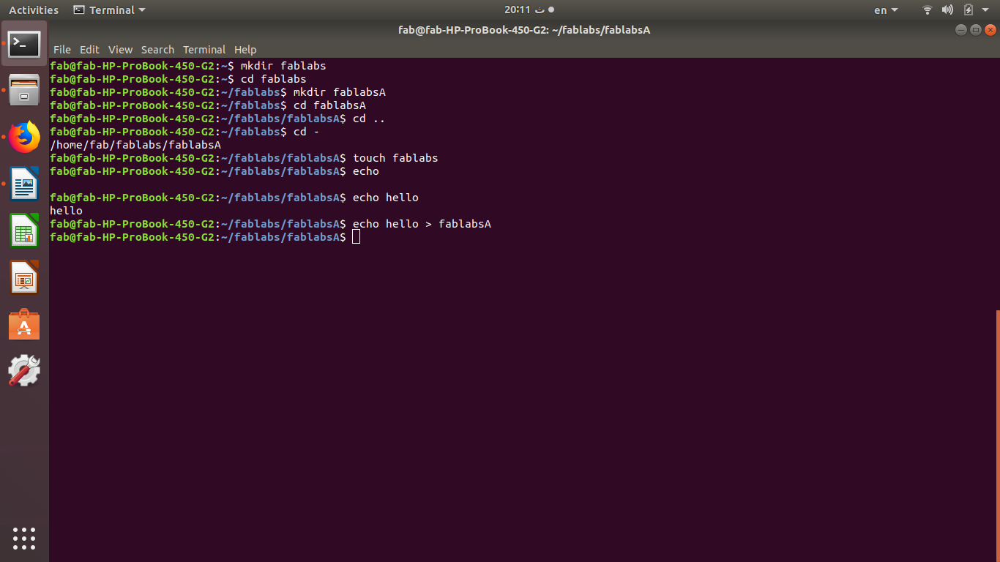 Activities Terminal 20:11 ث en
fab@fab-HP-ProBook-450-G2: ~/fablabs/fablabsA
File Edit View Search Terminal Help
fab@fab-HP-ProBook-450-G2:~$ mkdir fablabs
fab@fab-HP-ProBook-450-G2:~$ cd fablabs
fab@fab-HP-ProBook-450-G2:~/fablabs$ mkdir fablabsA
fab@fab-HP-ProBook-450-G2:~/fablabs$ cd fablabsA
fab@fab-HP-ProBook-450-G2:~/fablabs/fablabsA$ cd ..
fab@fab-HP-ProBook-450-G2:~/fablabs$ cd -
/home/fab/fablabs/fablabsA
fab@fab-HP-ProBook-450-G2:~/fablabs/fablabsA$ touch fablabs
fab@fab-HP-ProBook-450-G2:~/fablabs/fablabsA$ echo
fab@fab-HP-ProBook-450-G2:~/fablabs/fablabsA$ echo hello
hello
fab@fab-HP-ProBook-450-G2:~/fablabs/fablabsA$ echo hello > fablabsA
fab@fab-HP-ProBook-450-G2:~/fablabs/fablabsA$